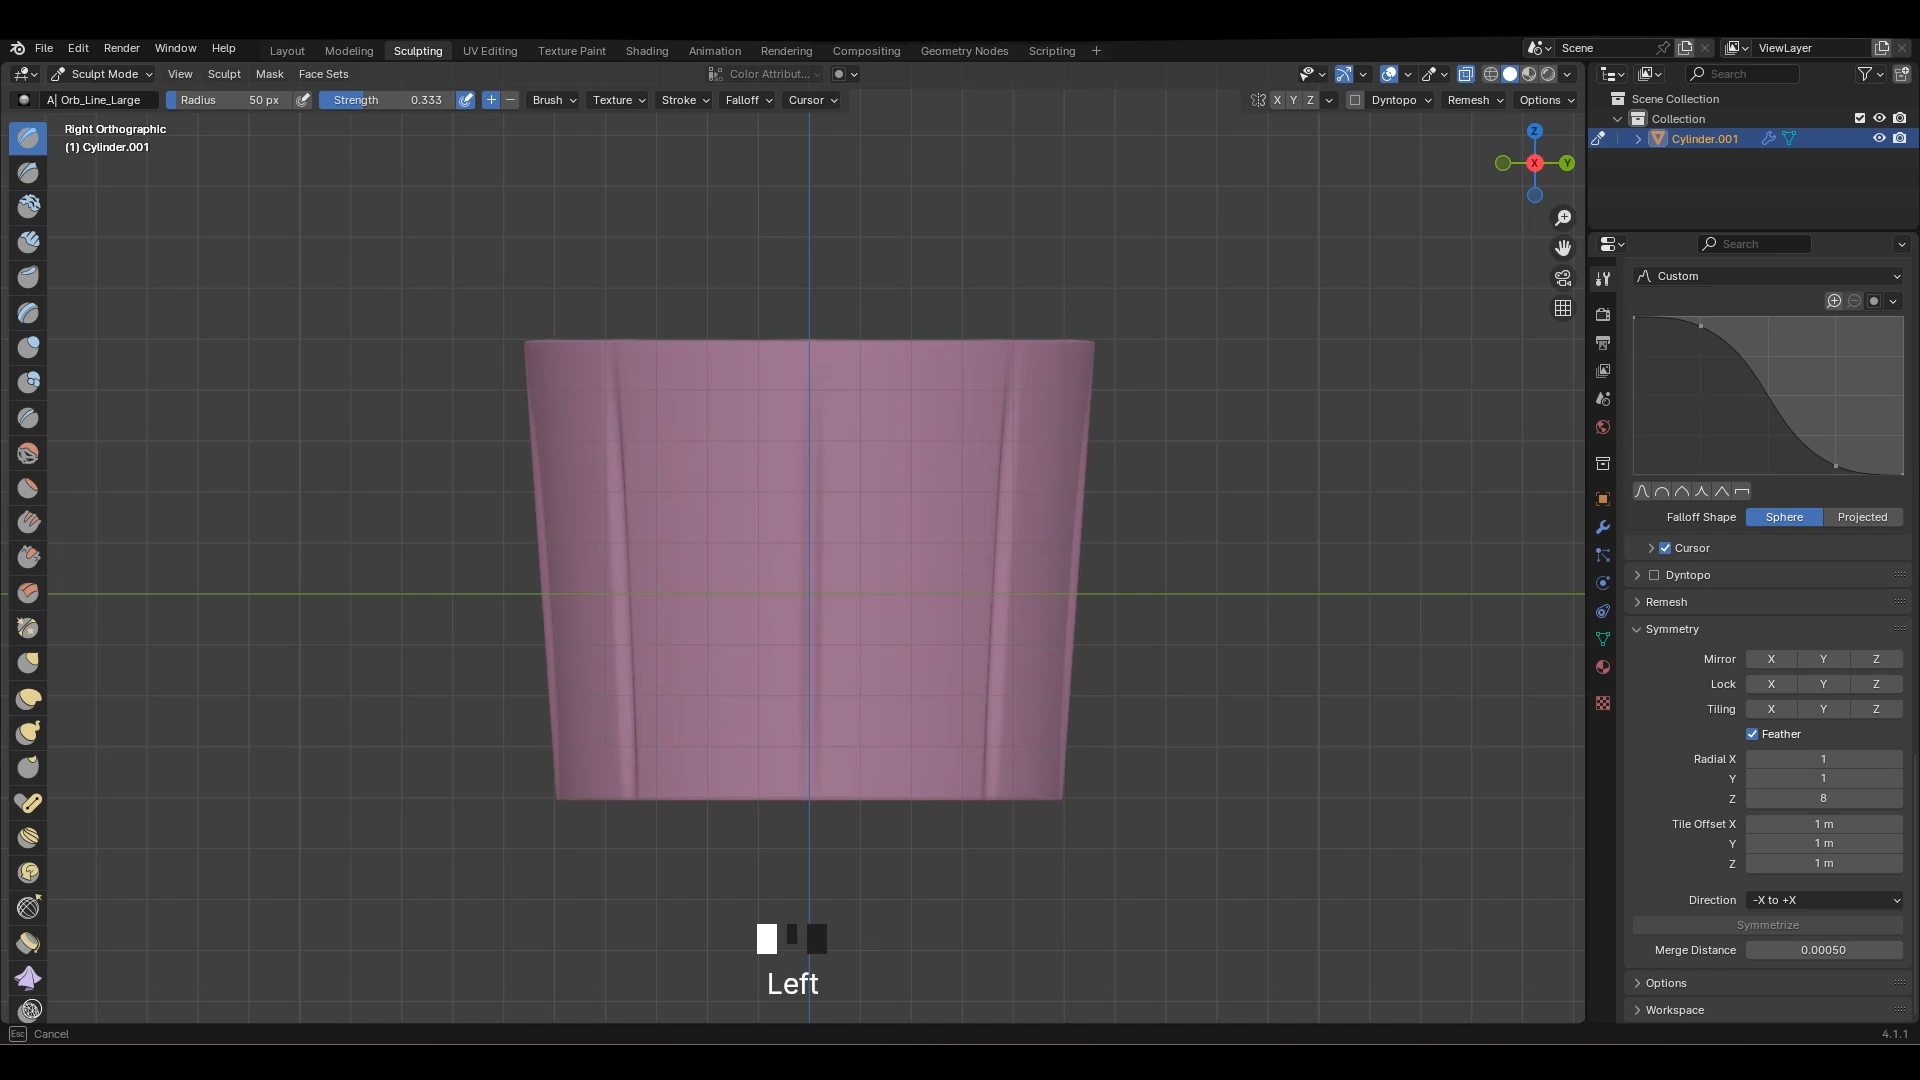 File Edit Render Window Help Layout Modeling Sculpting UV Editing Texture Paint Shading Animation Rendering Compositing Geometry Nodes Scripting + Scene ViewLayer
Sculpt Mode View Sculpt Mask Face Sets Color Attribut... Search
A| Orb_Line_Large Radius 50 px Strength 0.333 + − Brush Texture Stroke Falloff Cursor X Y Z Dyntopo Remesh Options
Scene Collection
Collection
Cylinder.001
Right Orthographic
(1) Cylinder.001
Z
X
Y
Search
Custom
Falloff Shape Sphere Projected
Cursor
Dyntopo
Remesh
Symmetry
Mirror X Y Z
Lock X Y Z
Tiling X Y Z
Feather
Radial X 1
Y 1
Z 8
Tile Offset X 1 m
Y 1 m
Z 1 m
Direction -X to +X
Symmetrize
Merge Distance 0.00050
Options
Workspace
Left
Esc Cancel
4.1.1